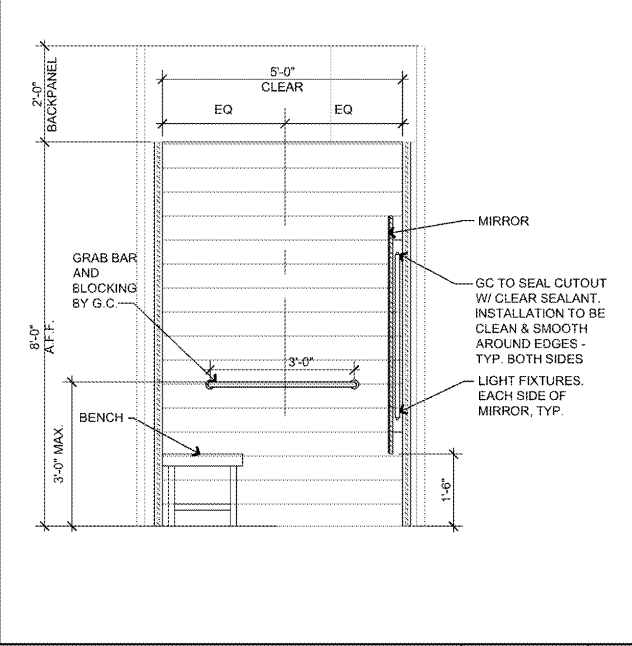 5'-0"
CLEAR
2'-0"
BACKPANEL
EQ
EQ
MIRROR
GRAB BAR
AND
BLOCKING
BY G.C.
GC TO SEAL CUTOUT
W/ CLEAR SEALANT.
INSTALLATION TO BE
CLEAN & SMOOTH
AROUND EDGES -
TYP. BOTH SIDES
8'-0"
A.F.F.
3'-0"
LIGHT FIXTURES,
EACH SIDE OF
MIRROR, TYP.
BENCH
3'-0" MAX.
1'-6"